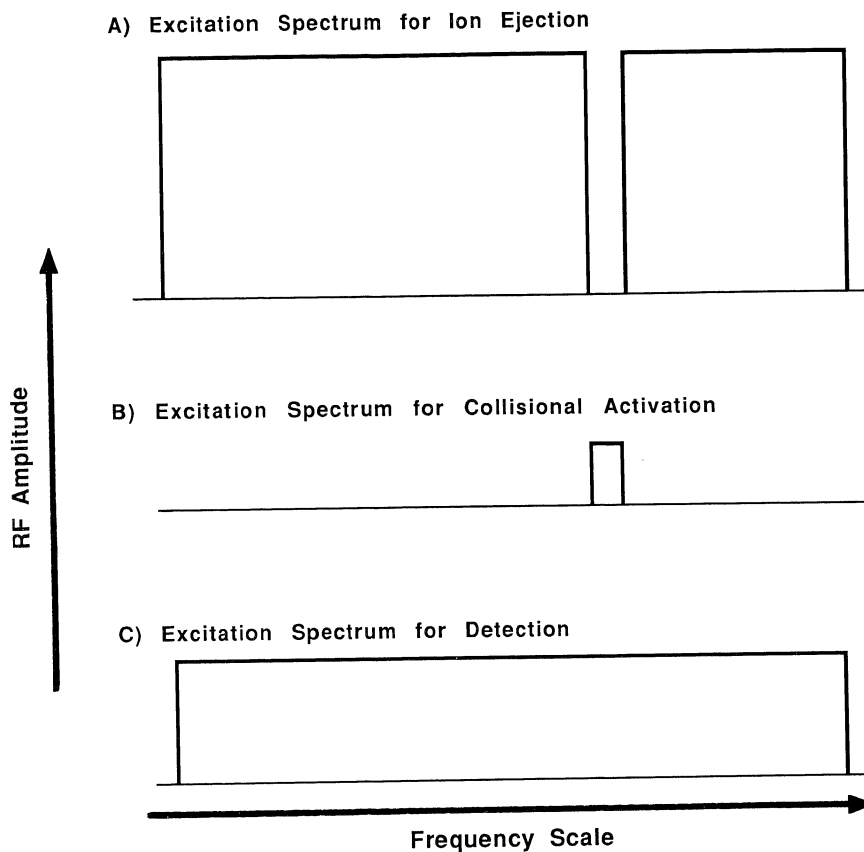 A) Excitation Spectrum for Ion Ejection
RF Amplitude
B) Excitation Spectrum for Collisional Activation
C) Excitation Spectrum for Detection
Frequency Scale